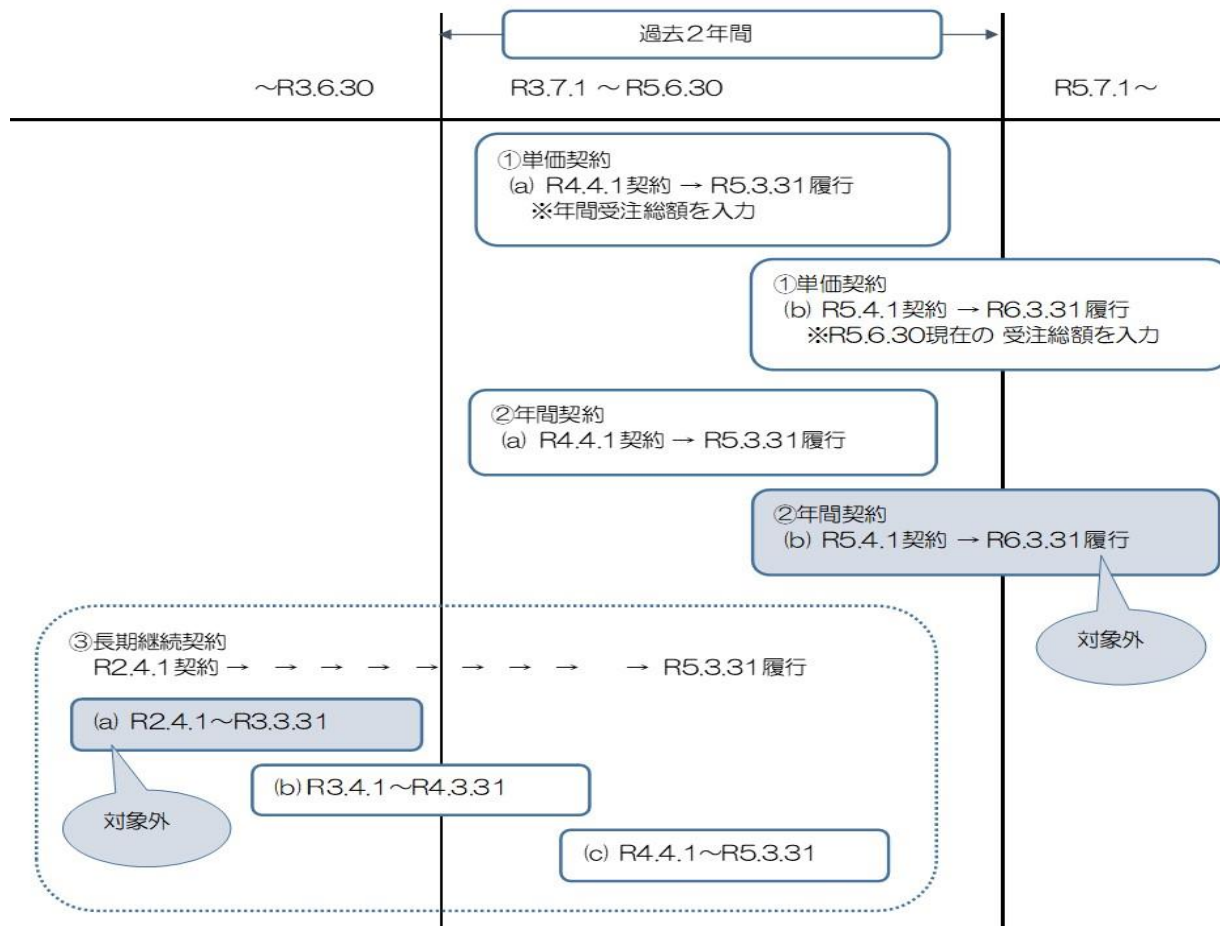 過去２年間
～R3.6.30
R3.7.1 ～ R5.6.30
R5.7.1～
①単価契約
(a) R4.4.1契約 → R5.3.31履行
※年間受注総額を入力
①単価契約
(b) R5.4.1契約 → R6.3.31履行
※R5.6.30現在の 受注総額を入力
②年間契約
(a) R4.4.1契約 → R5.3.31履行
②年間契約
(b) R5.4.1契約 → R6.3.31履行
対象外
③長期継続契約
R2.4.1契約 → → → → → → → → → R5.3.31履行
(a) R2.4.1～R3.3.31
(b) R3.4.1～R4.3.31
対象外
(c) R4.4.1～R5.3.31